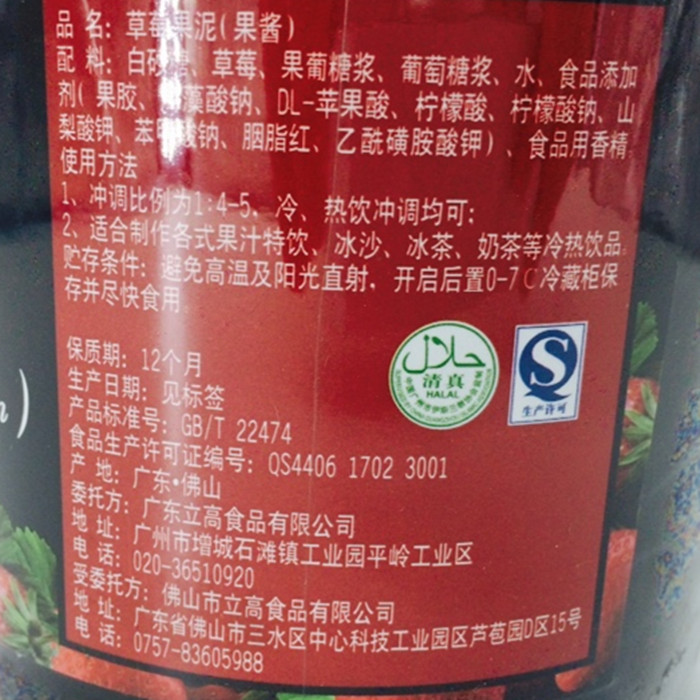 品 名: 草莓果泥(果酱)
配 料: 白砂糖、草莓、果葡糖浆、葡萄糖浆、水、食品添加
剂(果胶、海藻酸钠、DL-苹果酸、柠檬酸、柠檬酸钠、山
梨酸钾、苯甲酸钠、胭脂红、乙酰磺胺酸钾)、食品用香精
使用方法
1、冲调比例为1:4-5、冷、热饮冲调均可;
2、适合制作各式果汁特饮、冰沙、冰茶、奶茶等冷热饮品
贮存条件: 避免高温及阳光直射, 开启后置0-7℃冷藏柜保
存并尽快食用
保质期: 12个月
生产日期: 见标签
产品标准号: GB/T 22474
食品生产许可证编号: QS4406 1702 3001
产 地: 广东•佛山
委托方: 广东立高食品有限公司
地 址: 广州市增城石滩镇工业园平岭工业区
电 话: 020-36510920
受委托方: 佛山市立高食品有限公司
地 址: 广东省佛山市三水区中心科技工业园区芦苞园D区15号
电 话: 0757-83605988
حلال
清真
HALAL
S
生产许可
n)